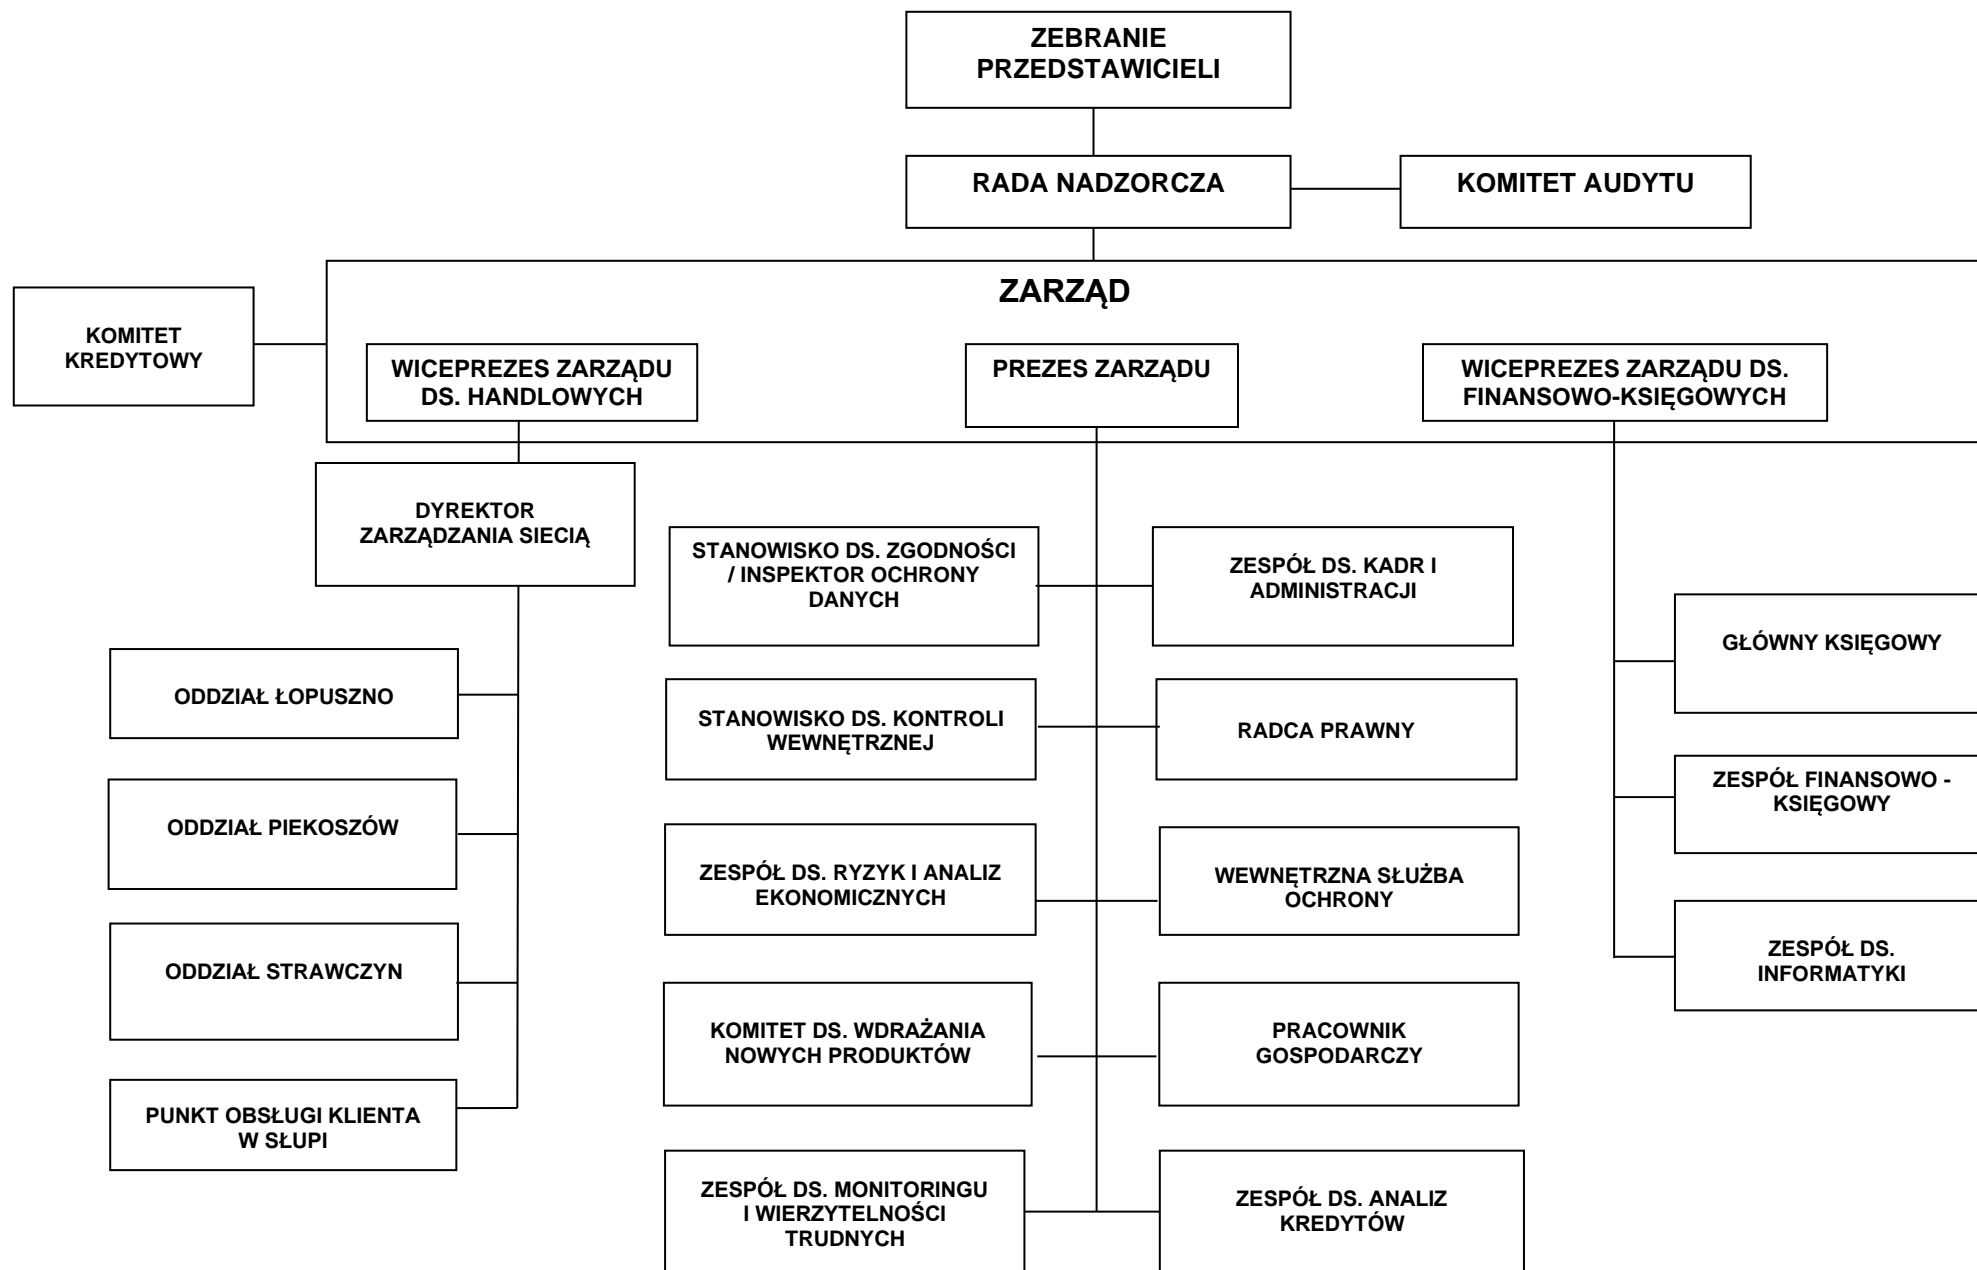 ZEBRANIE
PRZEDSTAWICIELI
RADA NADZORCZA
KOMITET AUDYTU
ZARZĄD
KOMITET
KREDYTOWY
WICEPREZES ZARZĄDU
DS. HANDLOWYCH
PREZES ZARZĄDU
WICEPREZES ZARZĄDU DS.
FINANSOWO-KSIĘGOWYCH
DYREKTOR
ZARZĄDZANIA SIECIĄ
ODDZIAŁ ŁOPUSZNO
ODDZIAŁ PIEKOSZÓW
ODDZIAŁ STRAWCZYN
PUNKT OBSŁUGI KLIENTA
W SŁUPI
STANOWISKO DS. ZGODNOŚCI
/ INSPEKTOR OCHRONY
DANYCH
ZESPÓŁ DS. KADR I
ADMINISTRACJI
STANOWISKO DS. KONTROLI
WEWNĘTRZNEJ
RADCA PRAWNY
ZESPÓŁ DS. RYZYK I ANALIZ
EKONOMICZNYCH
WEWNĘTRZNA SŁUŻBA
OCHRONY
KOMITET DS. WDRAŻANIA
NOWYCH PRODUKTÓW
PRACOWNIK
GOSPODARCZY
ZESPÓŁ DS. MONITORINGU
I WIERZYTELNOŚCI
TRUDNYCH
ZESPÓŁ DS. ANALIZ
KREDYTÓW
GŁÓWNY KSIĘGOWY
ZESPÓŁ FINANSOWO -
KSIĘGOWY
ZESPÓŁ DS.
INFORMATYKI